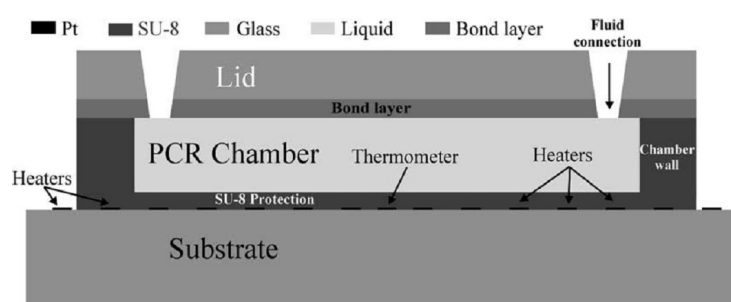 Pt SU-8 Glass Liquid Bond layer
Fluid
connection
Lid
Bond layer
PCR Chamber
Thermometer
Heaters
Chamber
wall
Heaters
SU-8 Protection
Substrate